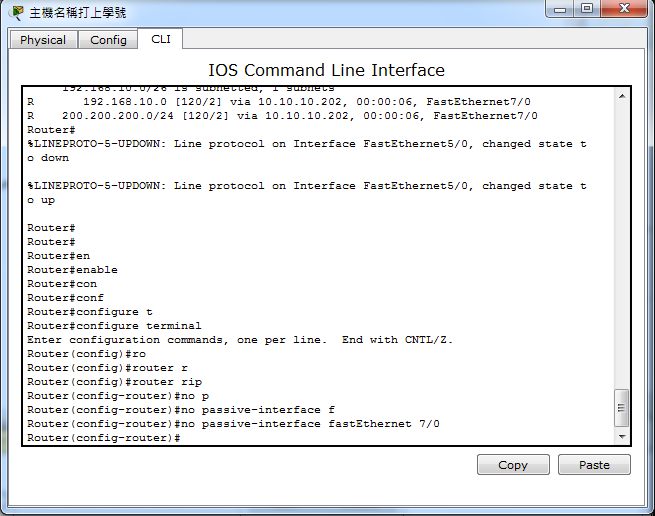 主機名稱打上學號
Physical Config CLI
IOS Command Line Interface
192.168.10.0/26 is subnetted, 1 subnets
R 192.168.10.0 [120/2] via 10.10.10.202, 00:00:06, FastEthernet7/0
R 200.200.200.0/24 [120/2] via 10.10.10.202, 00:00:06, FastEthernet7/0
Router#
%LINEPROTO-5-UPDOWN: Line protocol on Interface FastEthernet5/0, changed state t
o down
%LINEPROTO-5-UPDOWN: Line protocol on Interface FastEthernet5/0, changed state t
o up
Router#
Router#
Router#en
Router#enable
Router#con
Router#conf
Router#configure t
Router#configure terminal
Enter configuration commands, one per line. End with CNTL/Z.
Router(config)#ro
Router(config)#router r
Router(config)#router rip
Router(config-router)#no p
Router(config-router)#no passive-interface f
Router(config-router)#no passive-interface fastEthernet 7/0
Router(config-router)#
Copy Paste